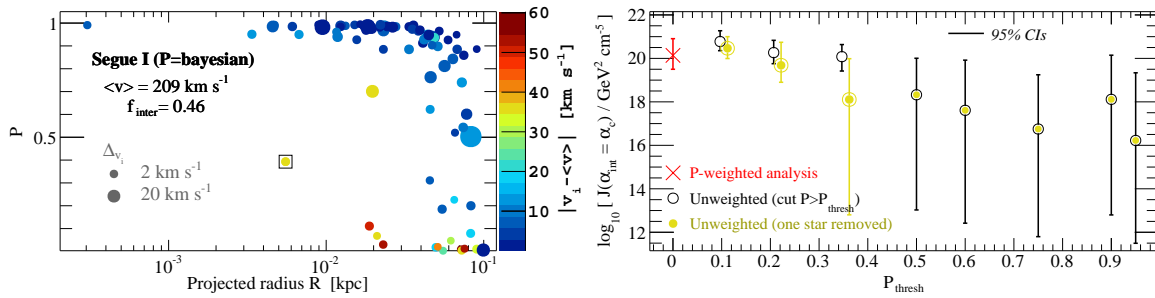 1
0.5
P
Segue I (P=bayesian)
<v> = 209 km s⁻¹
f_inter = 0.46
Δ_v_i
2 km s⁻¹
20 km s⁻¹
10⁻³
10⁻²
10⁻¹
Projected radius R [kpc]
60
50
40
30
20
10
|v_i-<v>| [km s⁻¹]
22
20
18
16
14
12
log₁₀ [ J(α_int = α_c) / GeV² cm⁻⁵ ]
95% CIs
P-weighted analysis
Unweighted (cut P>P_thresh)
Unweighted (one star removed)
0 0.1 0.2 0.3 0.4 0.5 0.6 0.7 0.8 0.9
P_thresh